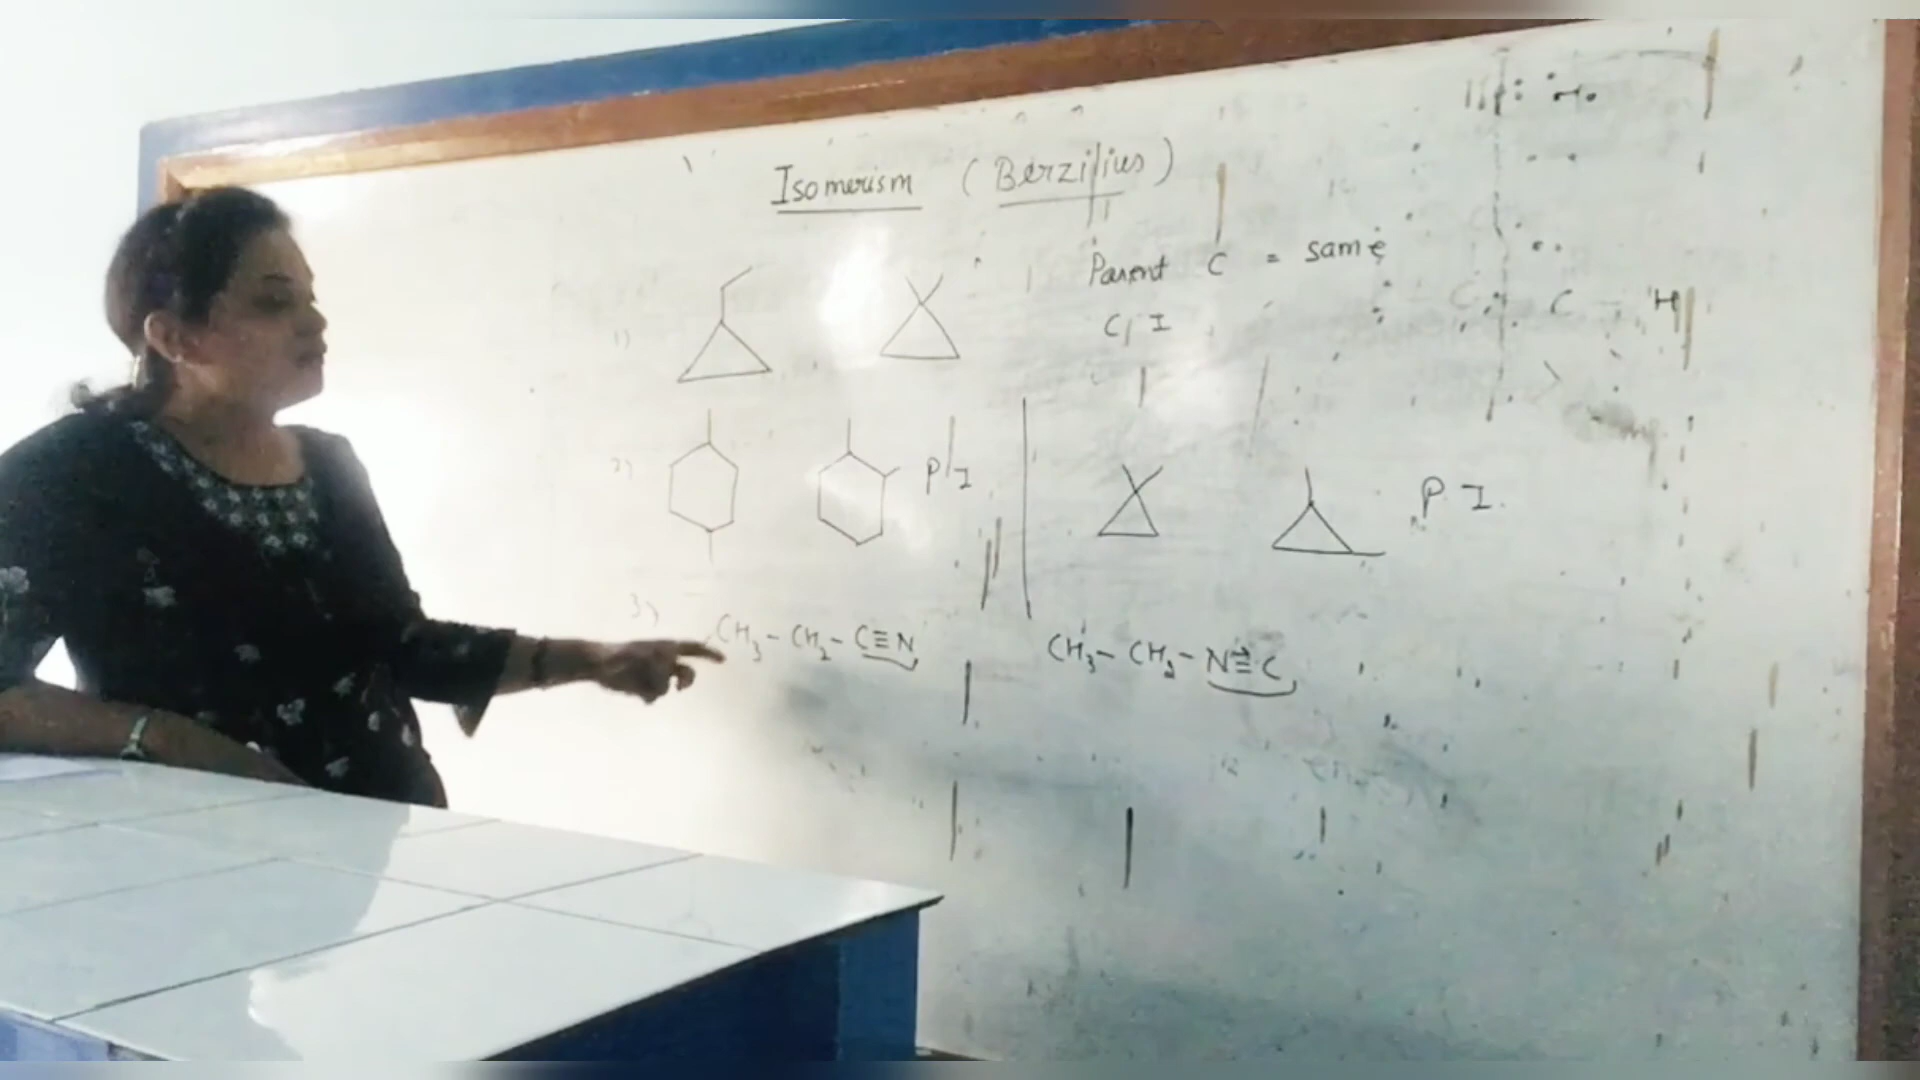 Isomerism (Berzilius)
Parent C = same
1) C, I
2) P I
P. I.
3) CH3 - CH2 - C≡N CH3 - CH2 - N≡C
C H